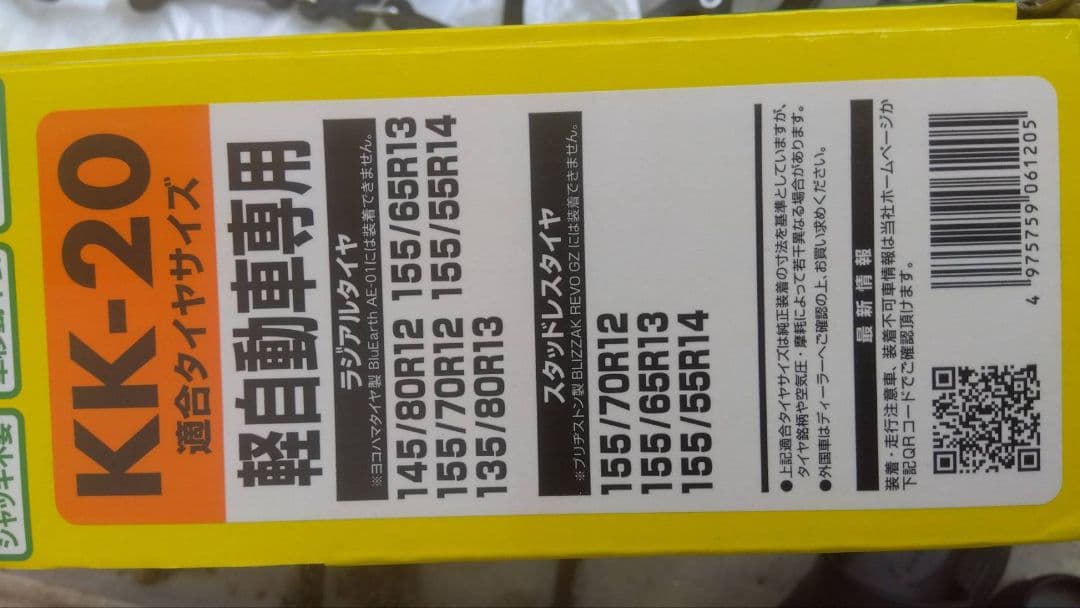 KK-20
適合タイヤサイズ
軽自動車専用
ラジアルタイヤ
※ヨコハマタイヤ製 BluEarth AE-01には装着できません。
145/80R12 155/65R13
155/70R12 155/55R14
135/80R13
スタッドレスタイヤ
※ブリヂストン製 BLIZZAK REVO GZ には装着できません。
155/70R12
155/65R13
155/55R14
●上記適合タイヤサイズは純正装着の寸法を基準としていますが、
タイヤ銘柄や空気圧・摩耗によって若干異なる場合があります。
●外国車はディーラーへご確認の上、お買い求めください。
最新情報
装着・走行注意車、装着不可車情報は当社ホームページか
下記QRコードでご確認頂けます。
4 975759 061205
ジャッキ不要